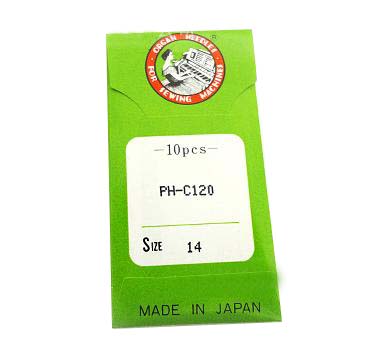 ORGAN NEEDLES
FOR SEWING MACHINES
-10pcs-
PH-C120
SIZE 14
MADE IN JAPAN